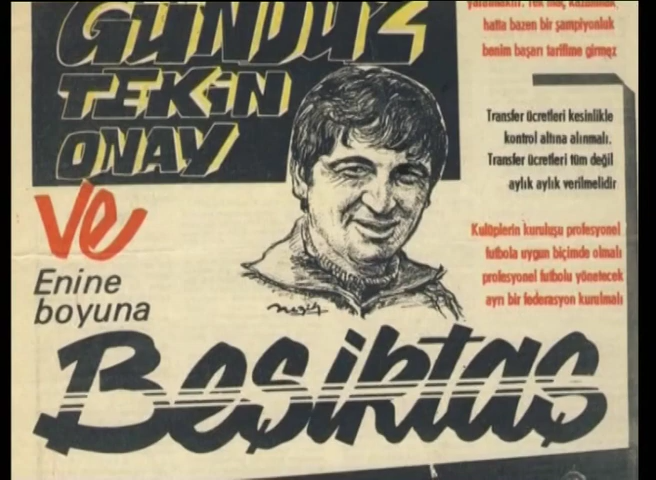 GÜNDÜZ
TEKİN
ONAY
ve
Enine
boyuna
Beşiktaş
yaratmaktır. Tek maç kazanmak,
hatta bazen bir şampiyonluk
benim başarı tarifime girmez
Transfer ücretleri kesinlikle
kontrol altına alınmalı.
Transfer ücretleri tüm değil
aylık aylık verilmelidir
Kulüplerin kuruluşu profesyonel
futbola uygun biçimde olmalı
profesyonel futbolu yönetecek
ayrı bir federasyon kurulmalı